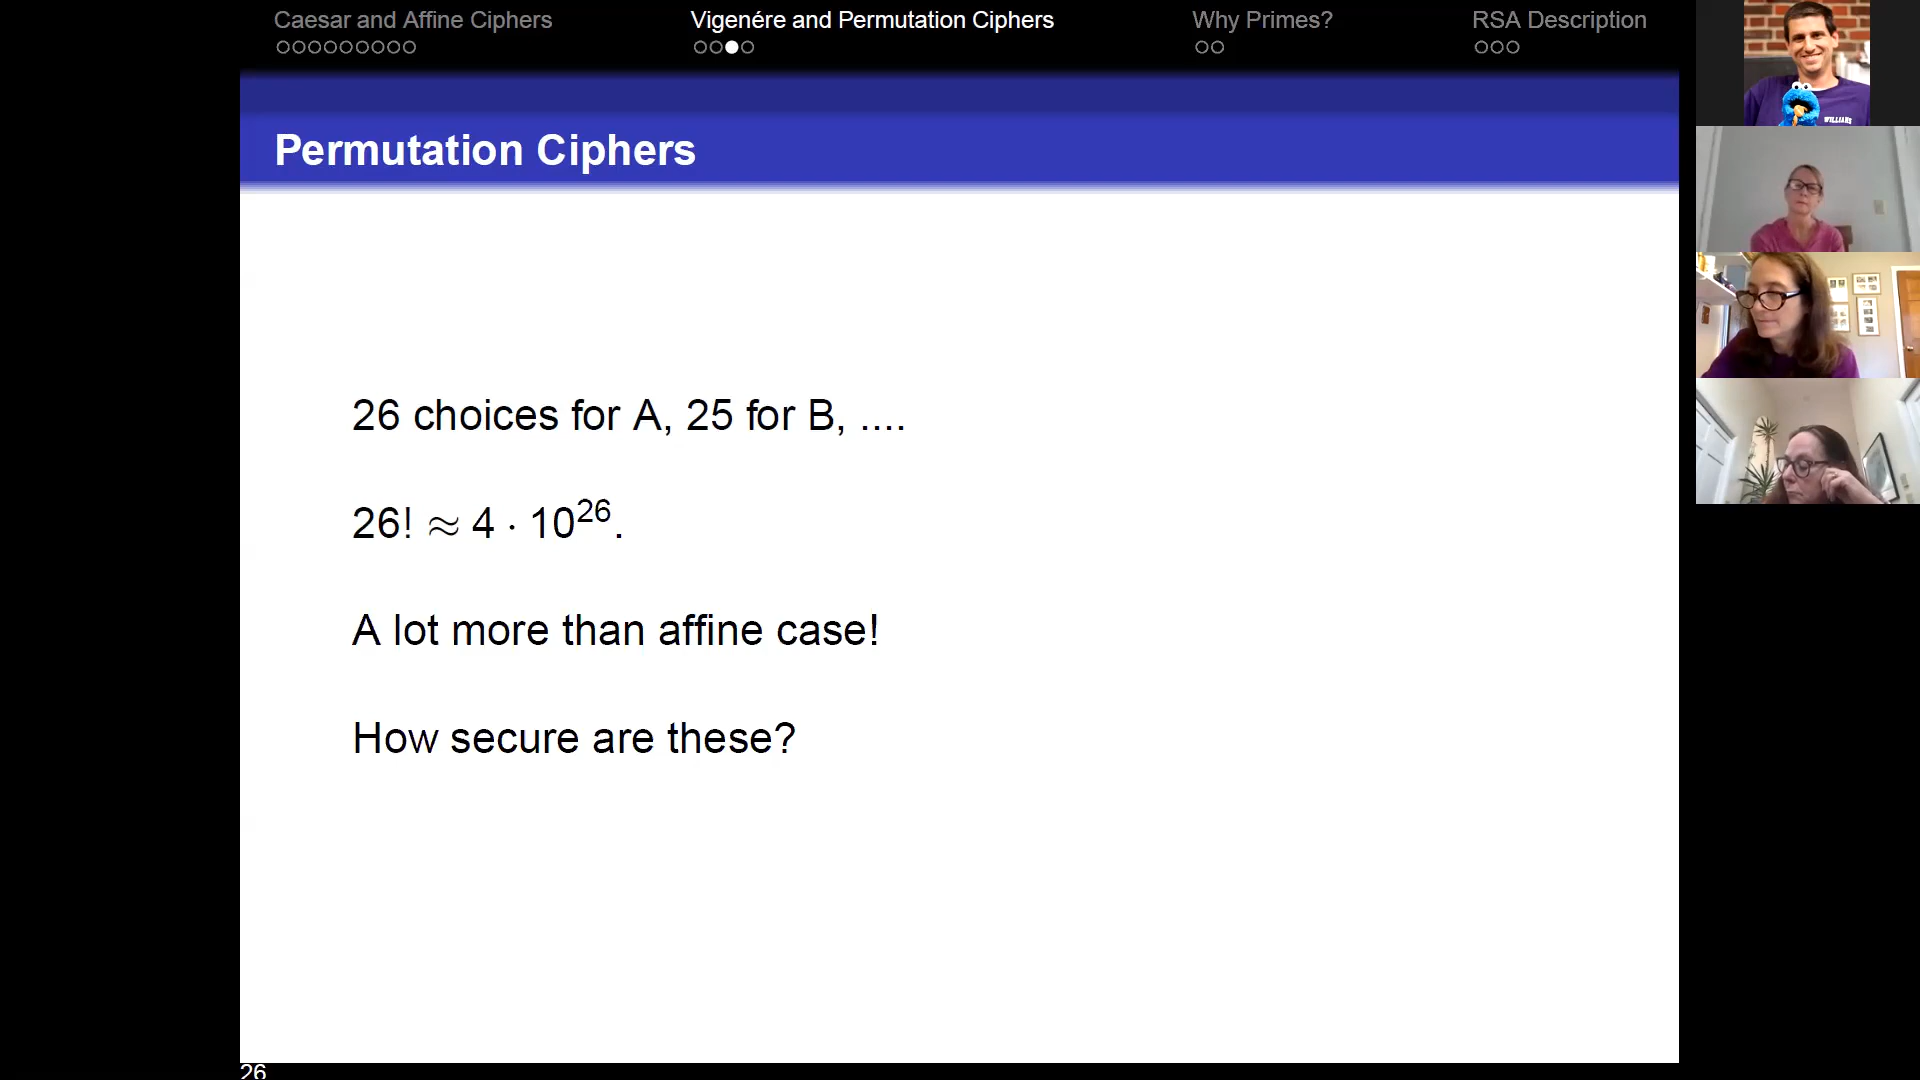 Caesar and Affine Ciphers
Vigenére and Permutation Ciphers
Why Primes?
RSA Description
Permutation Ciphers
26 choices for A, 25 for B, ....
26! ≈ 4 · 10^26.
A lot more than affine case!
How secure are these?
26
WILLIAMS